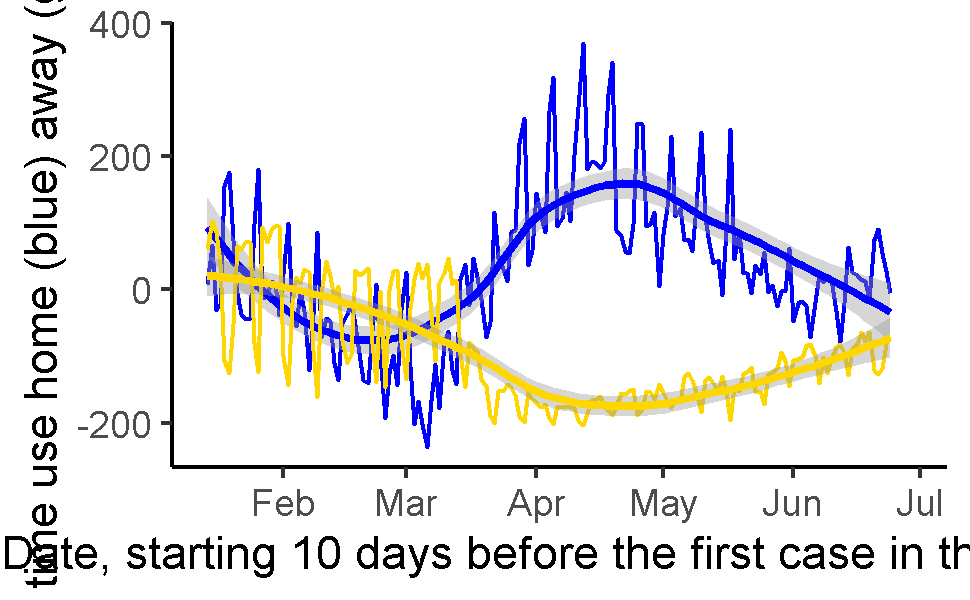 time use home (blue) away (
400
200
0
-200
Feb Mar Apr May Jun Jul
Date, starting 10 days before the first case in th